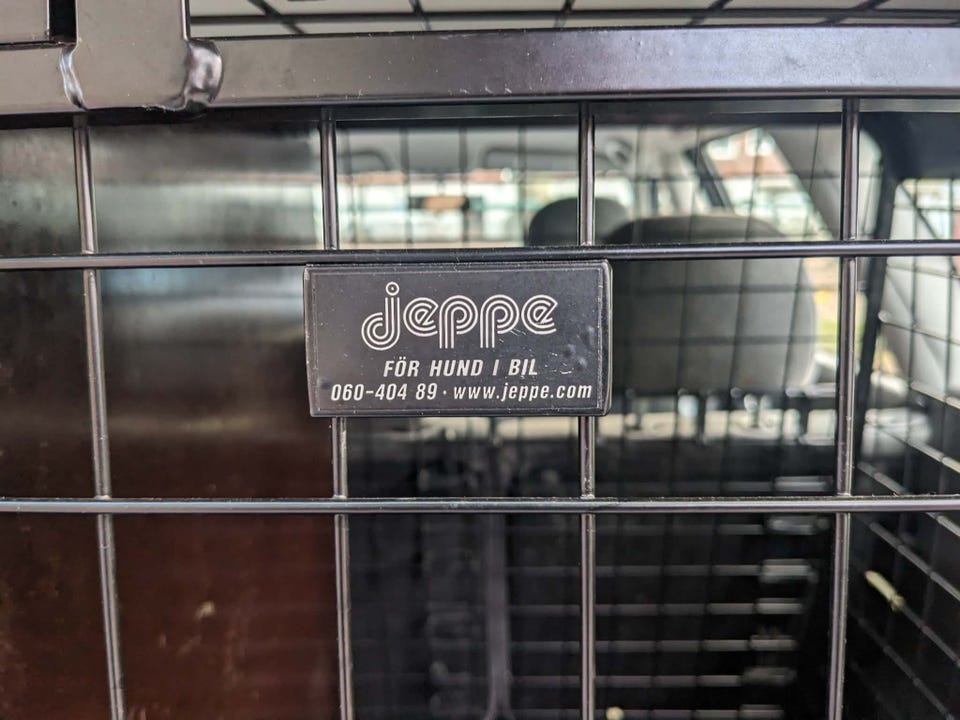 jeppe
FÖR HUND I BIL
060-404 89 · www.jeppe.com